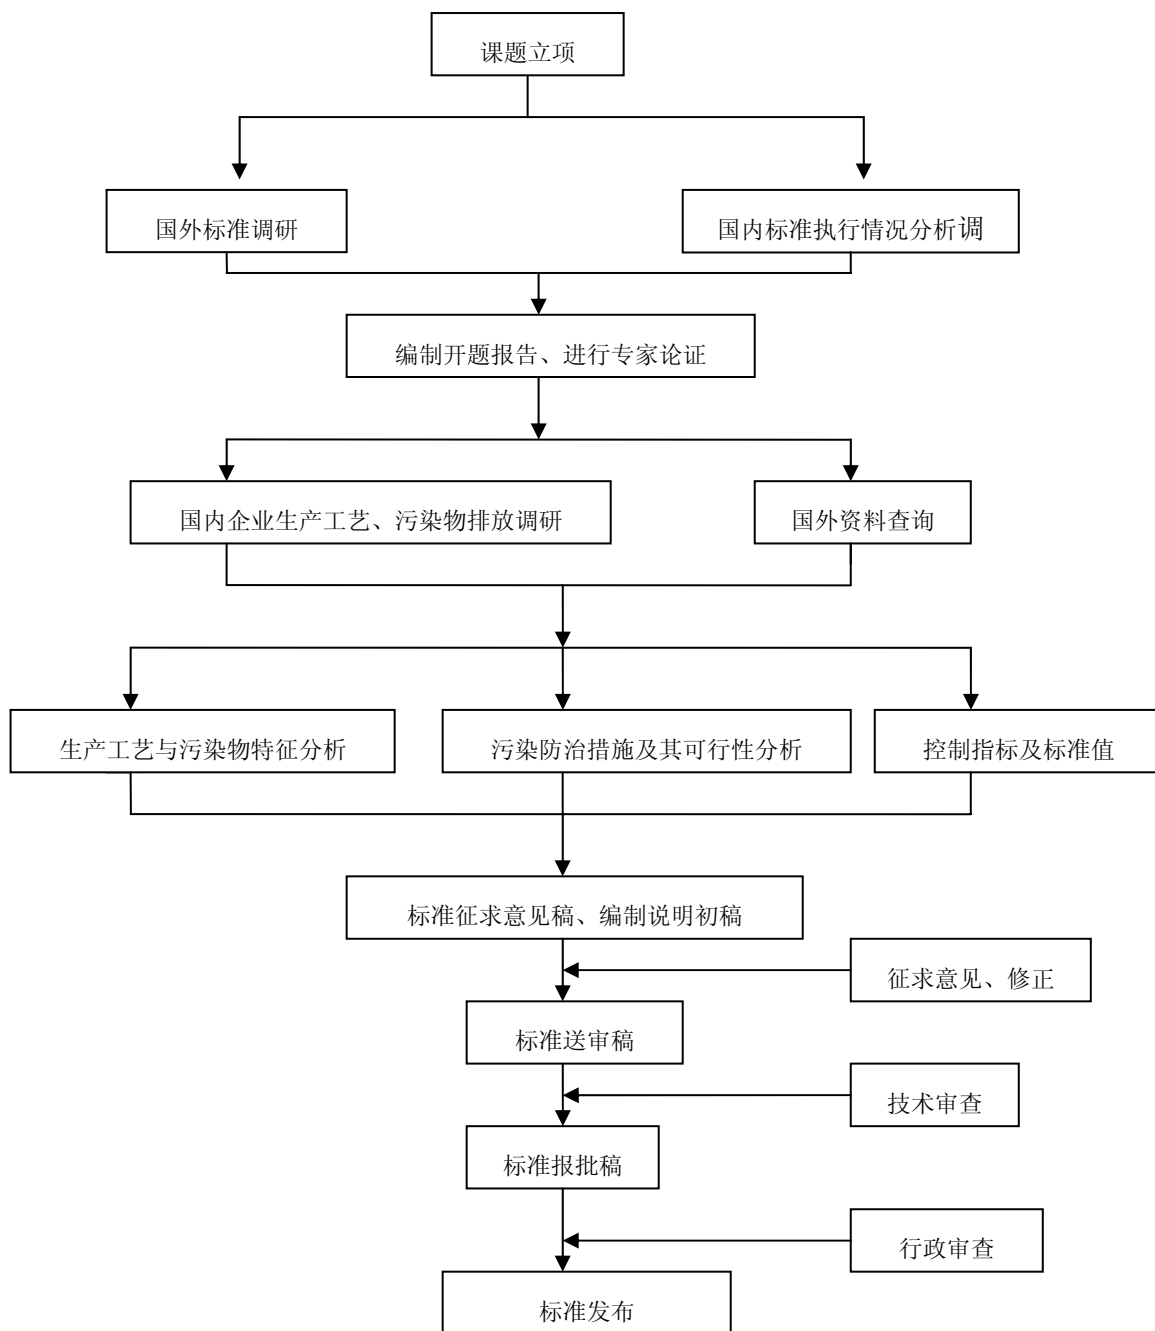 课题立项
国外标准调研
国内标准执行情况分析调
编制开题报告、进行专家论证
国内企业生产工艺、污染物排放调研
国外资料查询
生产工艺与污染物特征分析
污染防治措施及其可行性分析
控制指标及标准值
标准征求意见稿、编制说明初稿
征求意见、修正
标准送审稿
技术审查
标准报批稿
行政审查
标准发布